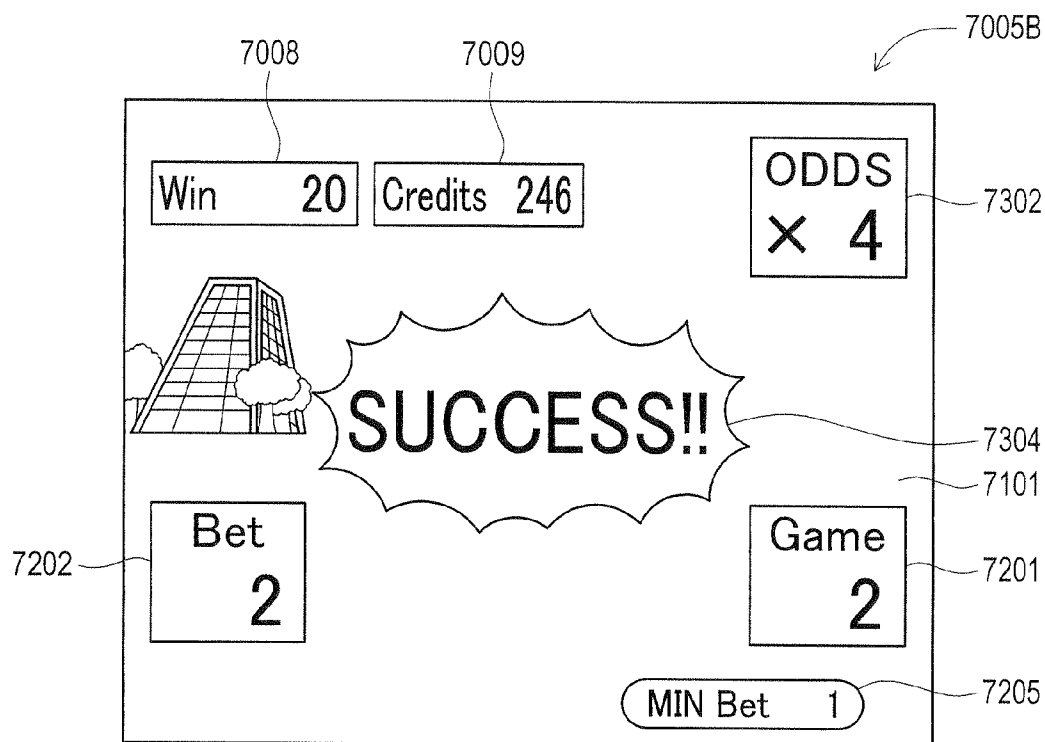 7005B
7008
7009
Win 20
Credits 246
ODDS
× 4
7302
SUCCESS!!
7304
7101
Bet
2
7202
Game
2
7201
MIN Bet 1
7205